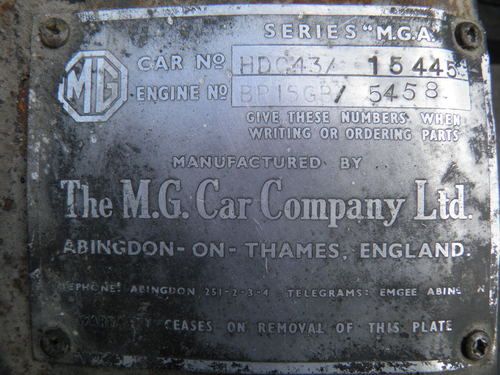 SERIES "M.G.A."
MG
CAR No HDC43/ 15445
ENGINE No BP15GB/ 5458
GIVE THESE NUMBERS WHEN
WRITING OR ORDERING PARTS
MANUFACTURED BY
The M.G. Car Company Ltd.
ABINGDON-ON-THAMES, ENGLAND.
EPHONE: ABINGDON 251-2-3-4 TELEGRAMS: EMGEE ABIN
CEASES ON REMOVAL OF THIS PLATE